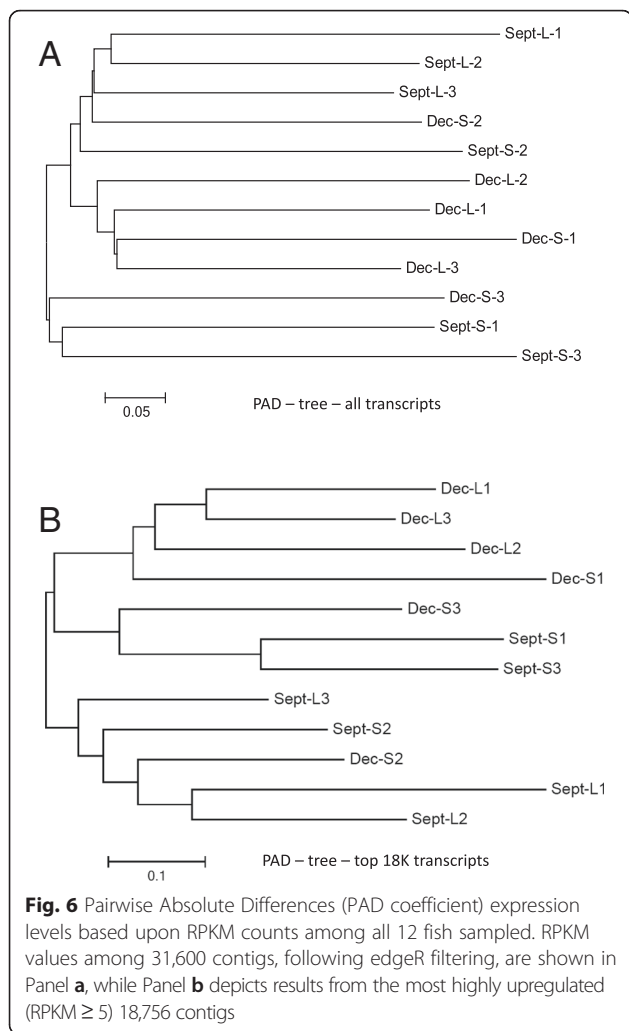 A
Sept-L-1
Sept-L-2
Sept-L-3
Dec-S-2
Sept-S-2
Dec-L-2
Dec-L-1
Dec-S-1
Dec-L-3
Dec-S-3
Sept-S-1
Sept-S-3
0.05
PAD – tree – all transcripts
B
Dec-L1
Dec-L3
Dec-L2
Dec-S1
Dec-S3
Sept-S1
Sept-S3
Sept-L3
Sept-S2
Dec-S2
Sept-L1
Sept-L2
0.1
PAD – tree – top 18K transcripts
Fig. 6 Pairwise Absolute Differences (PAD coefficient) expression
levels based upon RPKM counts among all 12 fish sampled. RPKM
values among 31,600 contigs, following edgeR filtering, are shown in
Panel a, while Panel b depicts results from the most highly upregulated
(RPKM ≥ 5) 18,756 contigs